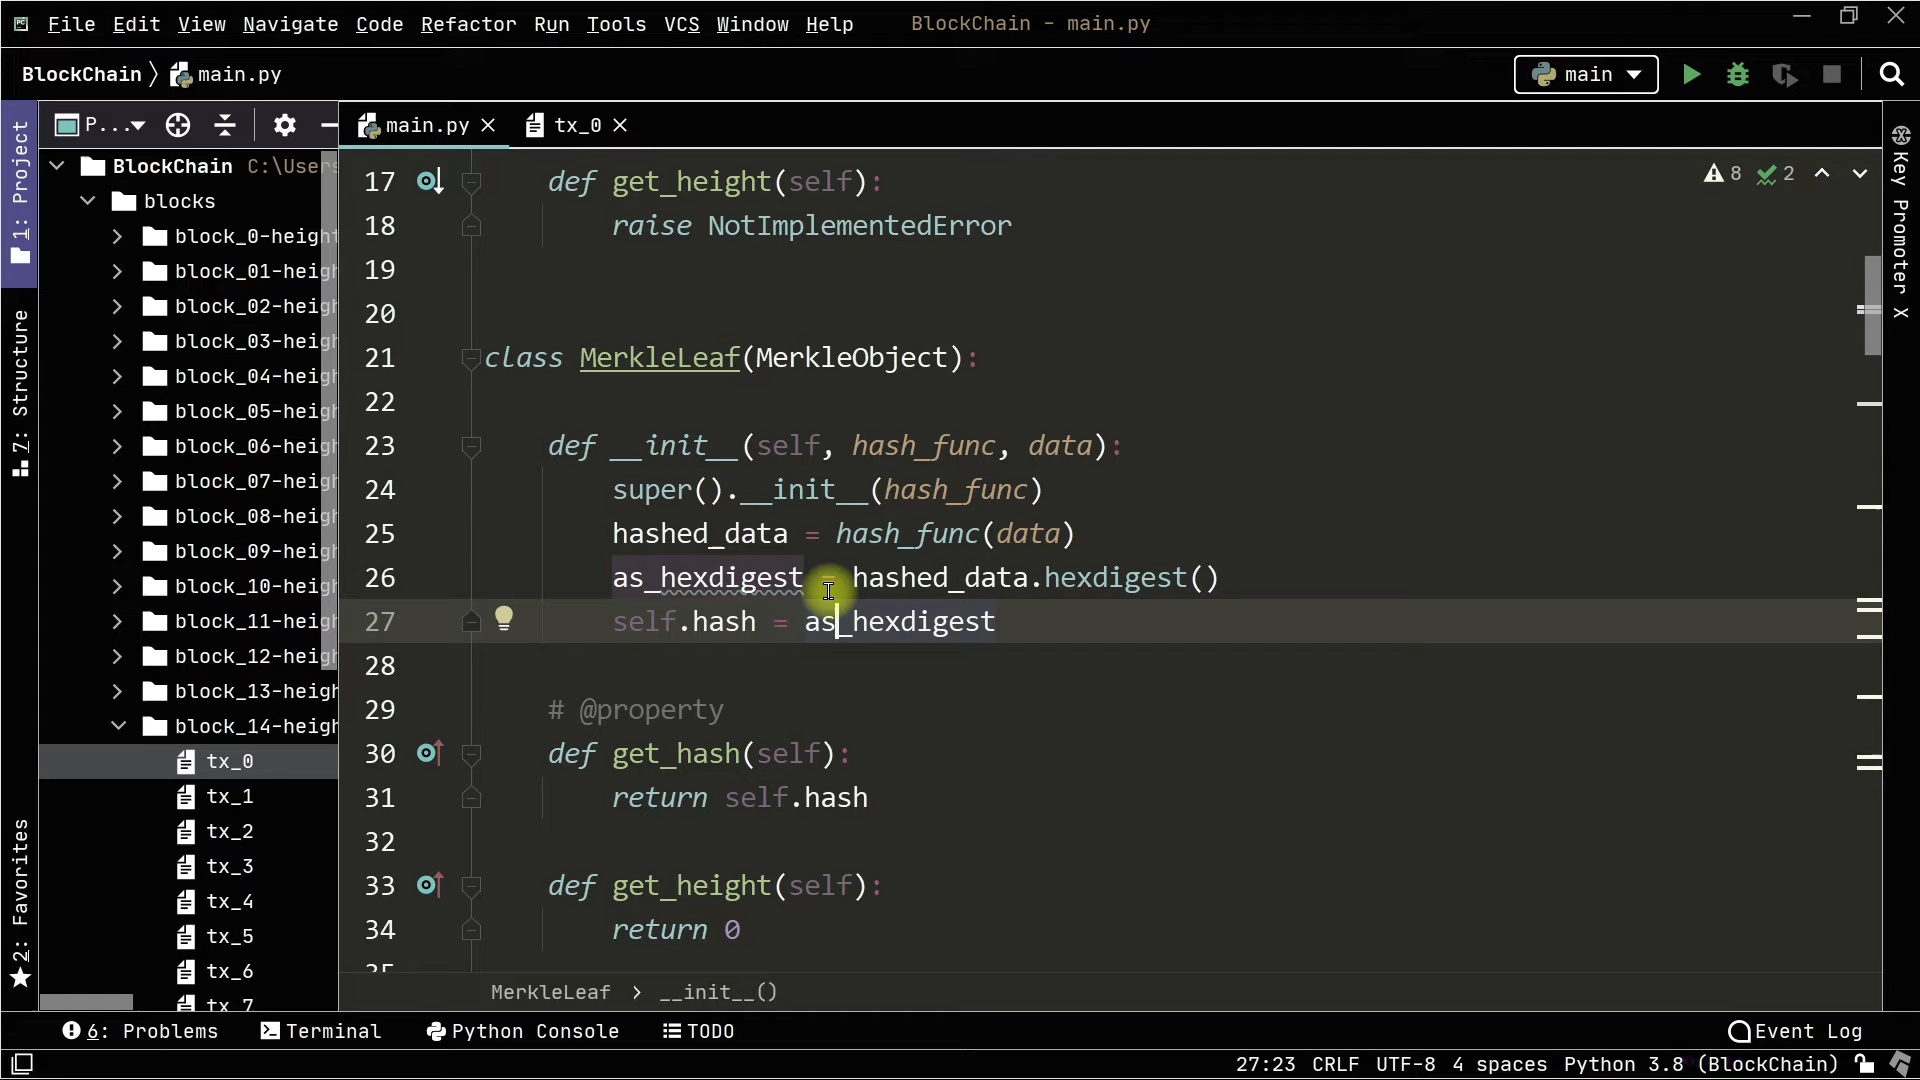 File Edit View Navigate Code Refactor Run Tools VCS Window Help BlockChain - main.py
BlockChain main.py main
P... main.py tx_0
1: Project
7: Structure
2: Favorites
BlockChain C:\Users
blocks
block_0-height
block_01-heigh
block_02-heigh
block_03-heigh
block_04-heigh
block_05-heigh
block_06-heigh
block_07-heigh
block_08-heigh
block_09-heigh
block_10-heigh
block_11-heigh
block_12-heigh
block_13-heigh
block_14-heigh
tx_0
tx_1
tx_2
tx_3
tx_4
tx_5
tx_6
tx_7
8 2
17 def get_height(self):
18 raise NotImplementedError
19
20
21 class MerkleLeaf(MerkleObject):
22
23 def __init__(self, hash_func, data):
24 super().__init__(hash_func)
25 hashed_data = hash_func(data)
26 as_hexdigest = hashed_data.hexdigest()
27 self.hash = as_hexdigest
28
29 # @property
30 def get_hash(self):
31 return self.hash
32
33 def get_height(self):
34 return 0
35
MerkleLeaf > __init__()
Key Promoter X
6: Problems Terminal Python Console TODO Event Log
27:23 CRLF UTF-8 4 spaces Python 3.8 (BlockChain)